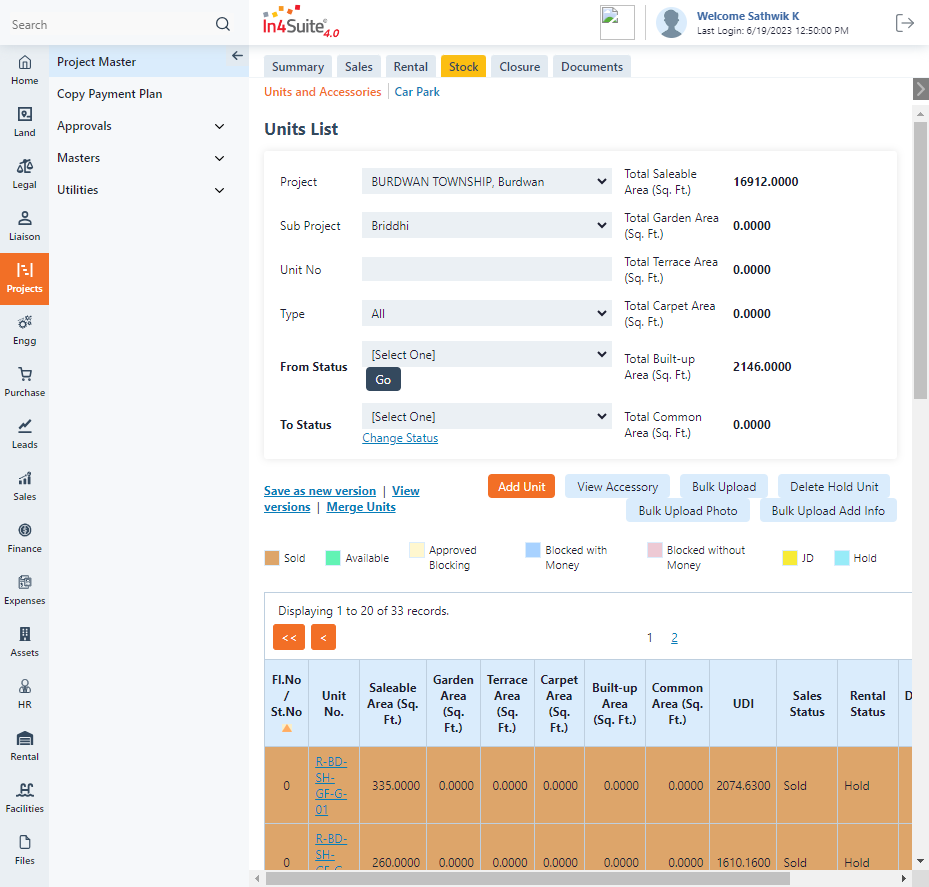 Search
In4Suite 4.0
Welcome Sathwik K
Last Login: 6/19/2023 12:50:00 PM
Home
Land
Legal
Liaison
Projects
Engg
Purchase
Leads
Sales
Finance
Expenses
Assets
HR
Rental
Facilities
Files
Project Master
Copy Payment Plan
Approvals
Masters
Utilities
Summary
Sales
Rental
Stock
Closure
Documents
Units and Accessories
Car Park
Units List
Project
BURDWAN TOWNSHIP, Burdwan
Total Saleable
Area (Sq. Ft.)
16912.0000
Sub Project
Briddhi
Total Garden Area
(Sq. Ft.)
0.0000
Unit No
Total Terrace Area
(Sq. Ft.)
0.0000
Type
All
Total Carpet Area
(Sq. Ft.)
0.0000
From Status
[Select One]
Go
Total Built-up
Area (Sq. Ft.)
2146.0000
To Status
[Select One]
Change Status
Total Common
Area (Sq. Ft.)
0.0000
Save as new version | View
versions | Merge Units
Add Unit
View Accessory
Bulk Upload
Delete Hold Unit
Bulk Upload Photo
Bulk Upload Add Info
Sold
Available
Approved
Blocking
Blocked with
Money
Blocked without
Money
JD
Hold
Displaying 1 to 20 of 33 records.
<<
<
1 2
Fl.No
/
St.No
Unit
No.
Saleable
Area (Sq.
Ft.)
Garden
Area
(Sq.
Ft.)
Terrace
Area
(Sq.
Ft.)
Carpet
Area
(Sq.
Ft.)
Built-up
Area
(Sq. Ft.)
Common
Area (Sq.
Ft.)
UDI
Sales
Status
Rental
Status
D
0
R-BD-
SH-
GF-G-
01
335.0000
0.0000
0.0000
0.0000
0.0000
0.0000
2074.6300
Sold
Hold
0
R-BD-
SH-
GF-G-
260.0000
0.0000
0.0000
0.0000
0.0000
0.0000
1610.1600
Sold
Hold